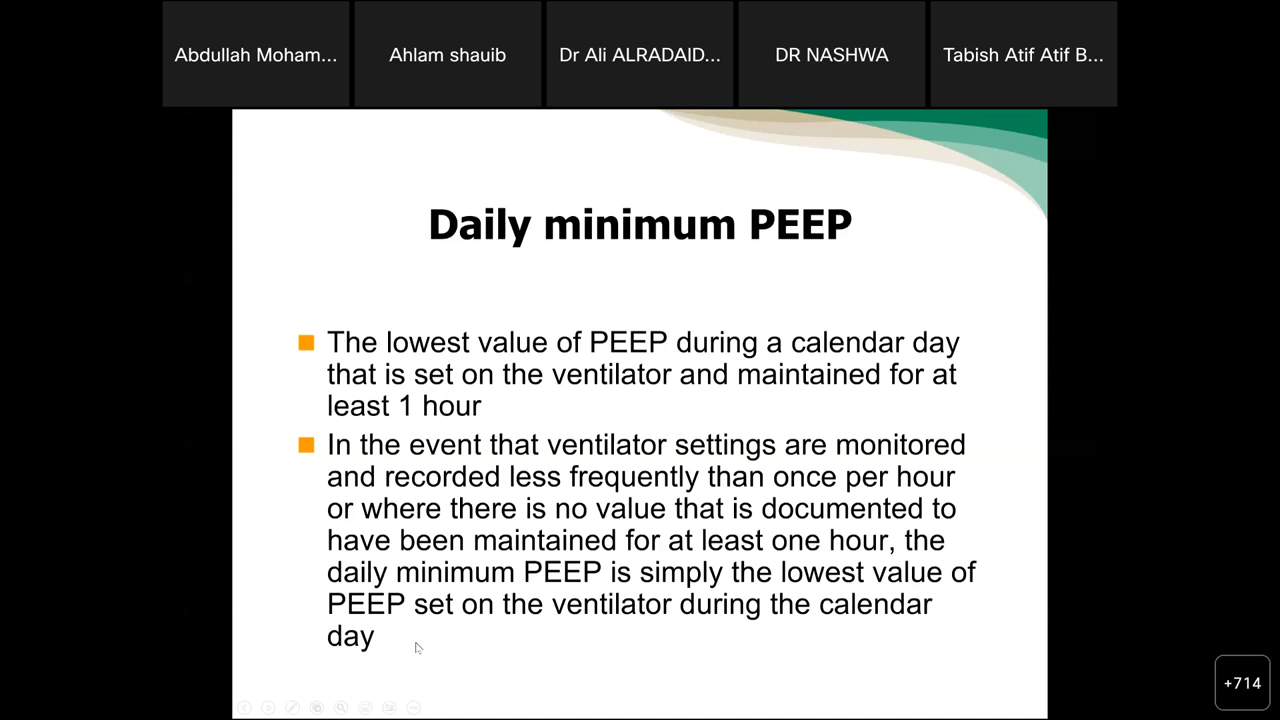 Abdullah Moham...
Ahlam shauib
Dr Ali ALRADAID...
DR NASHWA
Tabish Atif Atif B...
Daily minimum PEEP
The lowest value of PEEP during a calendar day
that is set on the ventilator and maintained for at
least 1 hour
In the event that ventilator settings are monitored
and recorded less frequently than once per hour
or where there is no value that is documented to
have been maintained for at least one hour, the
daily minimum PEEP is simply the lowest value of
PEEP set on the ventilator during the calendar
day
+714